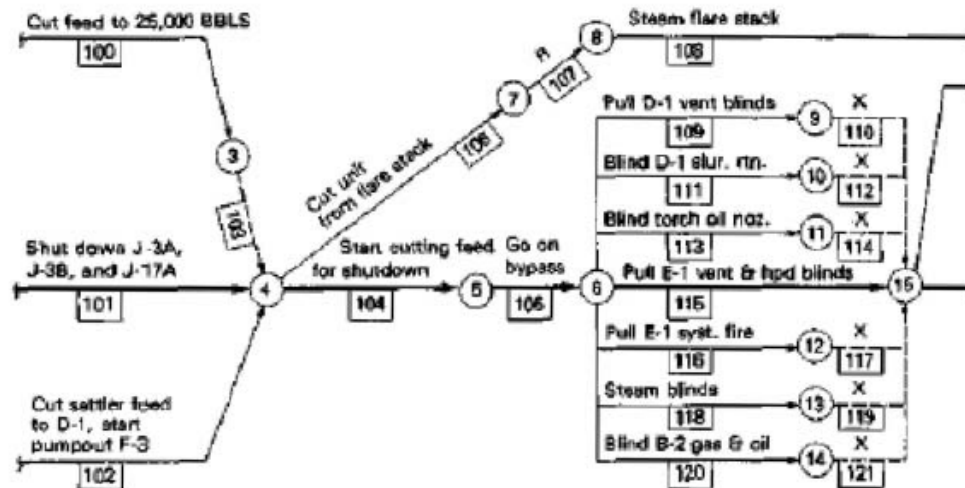 Cut feed to 25,000 BBLS
100
3
103
Shut down J-3A,
J-3B, and J-17A
101
Cut settler feed
to D-1, start
pumpout F-3
102
4
Cut unit
from flare stack
106
7
R
107
8
Steam flare stack
108
Start cutting feed
for shutdown
104
5
Go on
bypass
105
6
Pull D-1 vent blinds
109
9
X
110
Blind D-1 slur. rtn.
111
10
X
112
Blind torch oil noz.
113
11
X
114
Pull E-1 vent & hpd blinds
115
15
Pull E-1 syst. fire
116
12
X
117
Steam blinds
118
13
X
119
Blind B-2 gas & oil
120
14
X
121